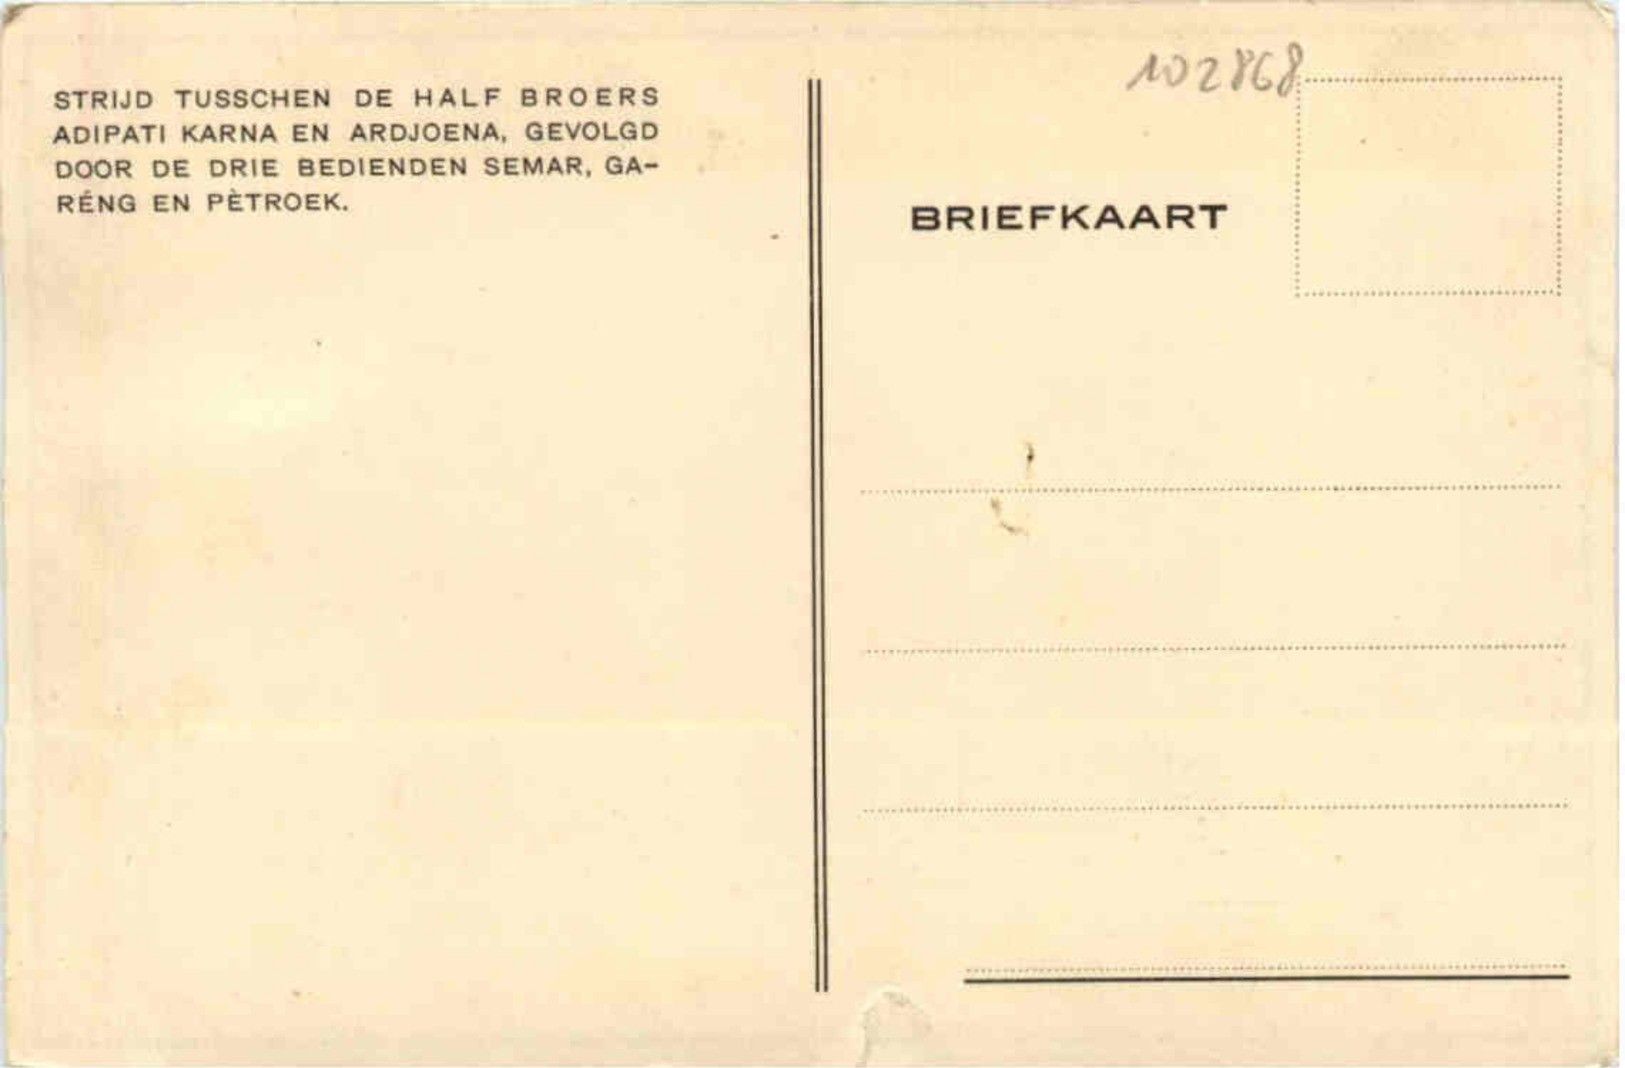 STRIJD TUSSCHEN DE HALF BROERS
ADIPATI KARNA EN ARDJOENA, GEVOLGD
DOOR DE DRIE BEDIENDEN SEMAR, GA-
RÉNG EN PÈTROEK.
102868
BRIEFKAART